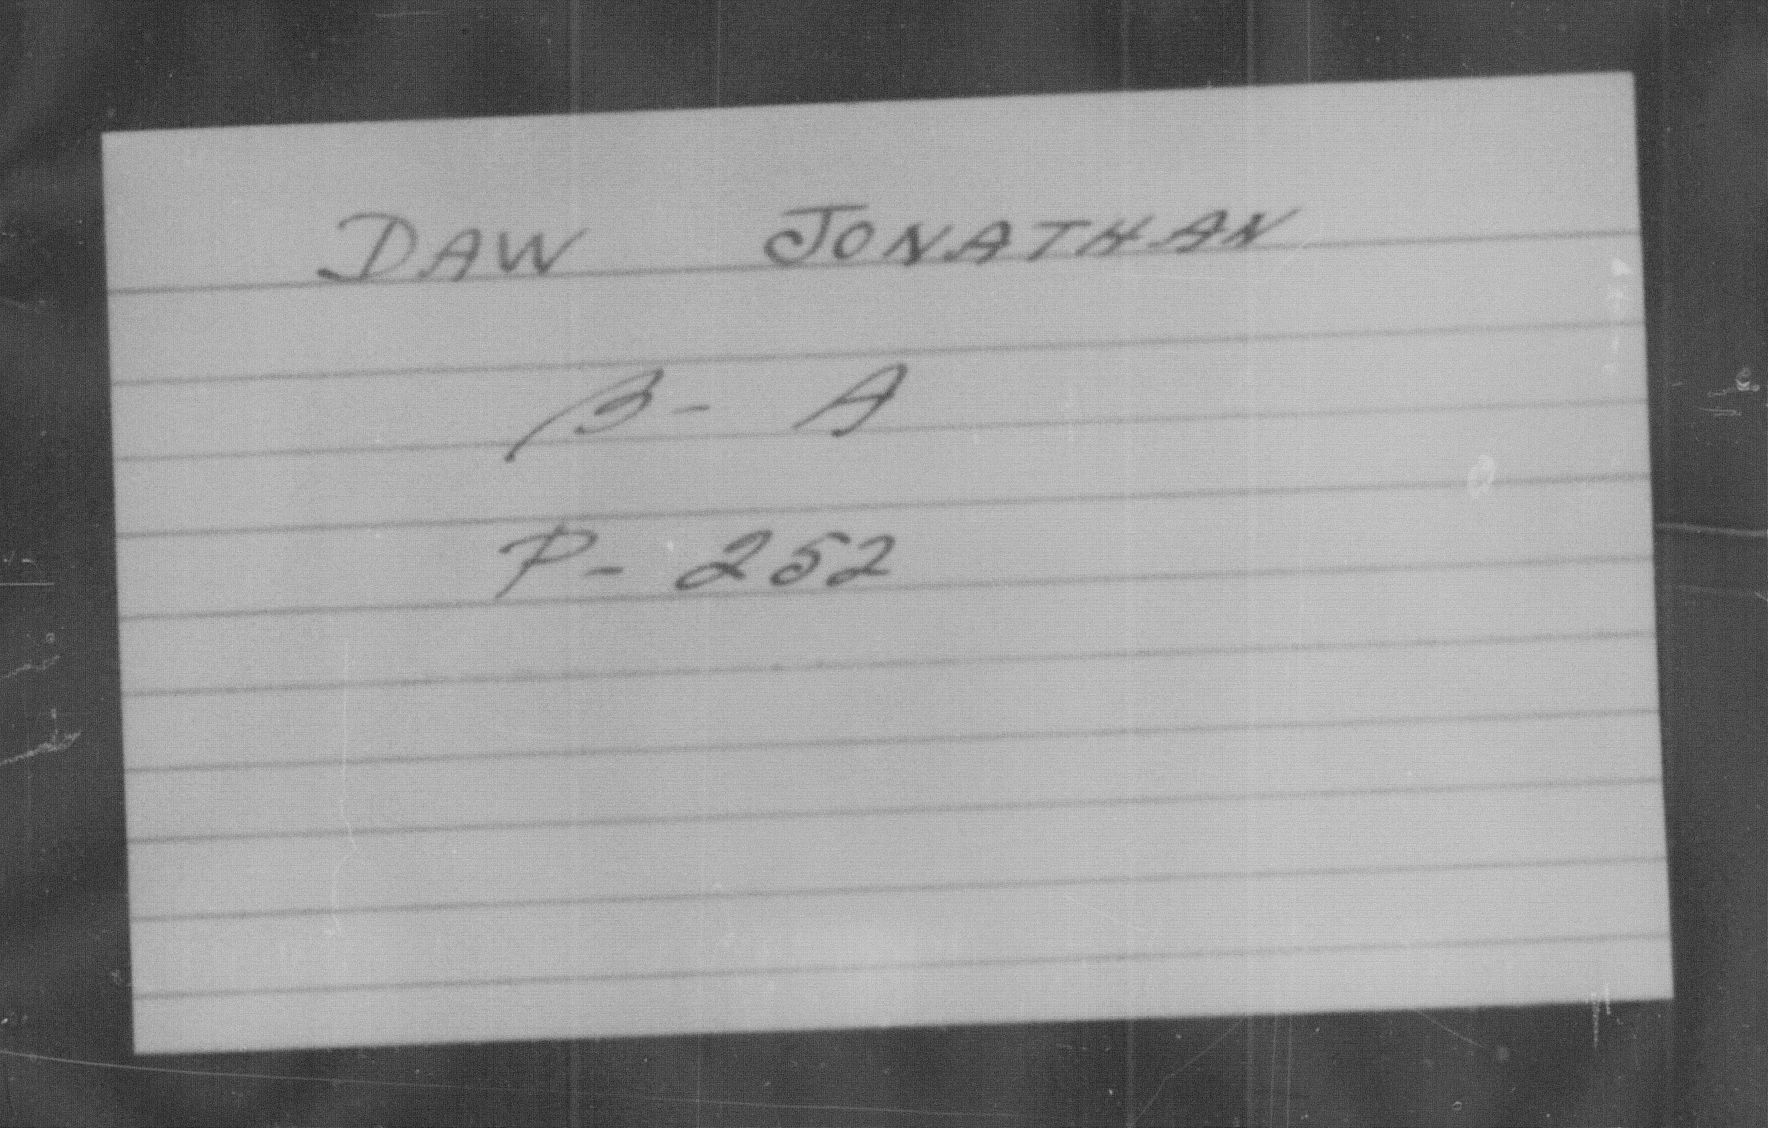 DAW JONATHAN
B- A
P- 252